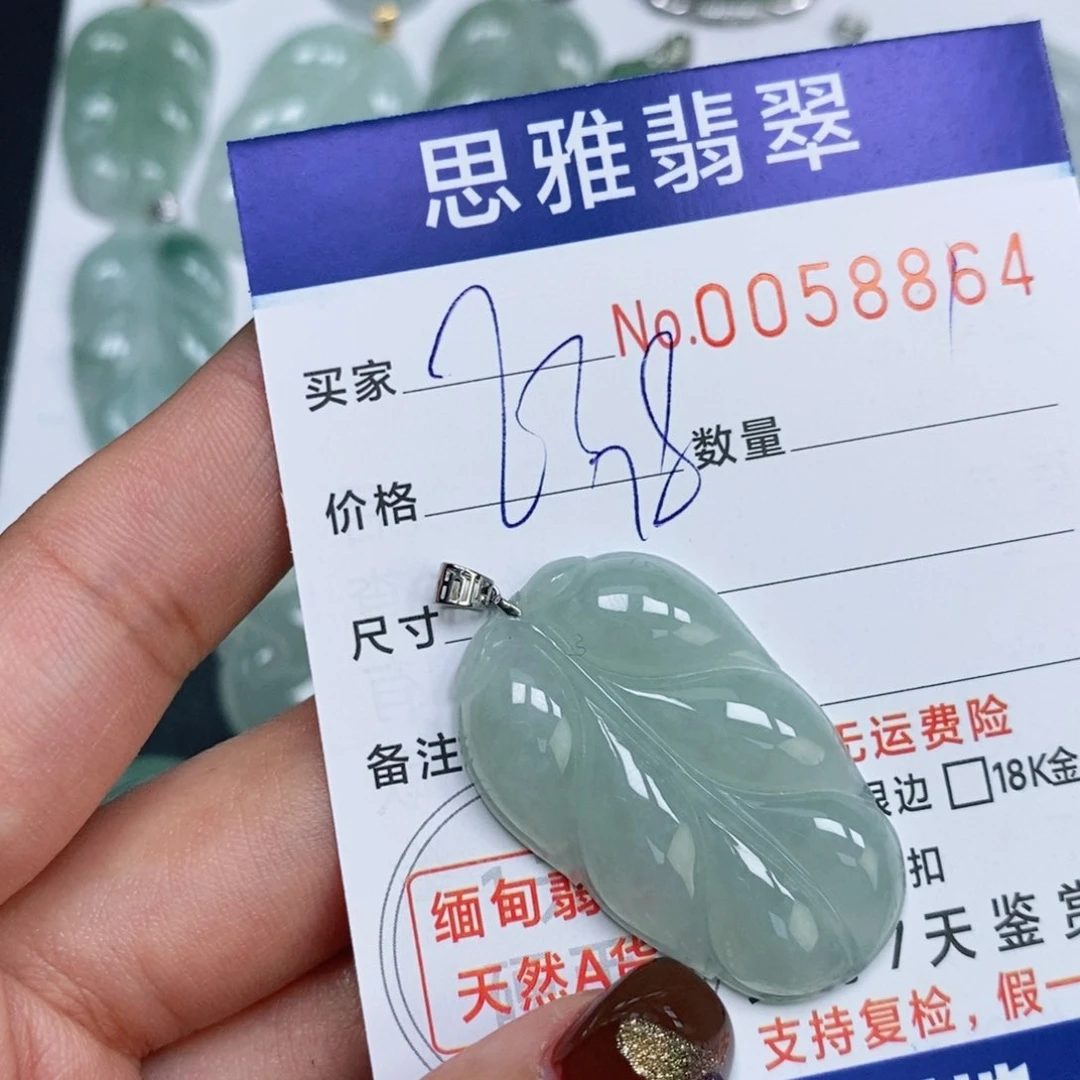 思雅翡翠
No.0058864
买家
价格
数量
尺寸
备注
无运费险
银边 □18K金
扣
缅甸翡
天然A货
天鉴赏
支持复检，假一